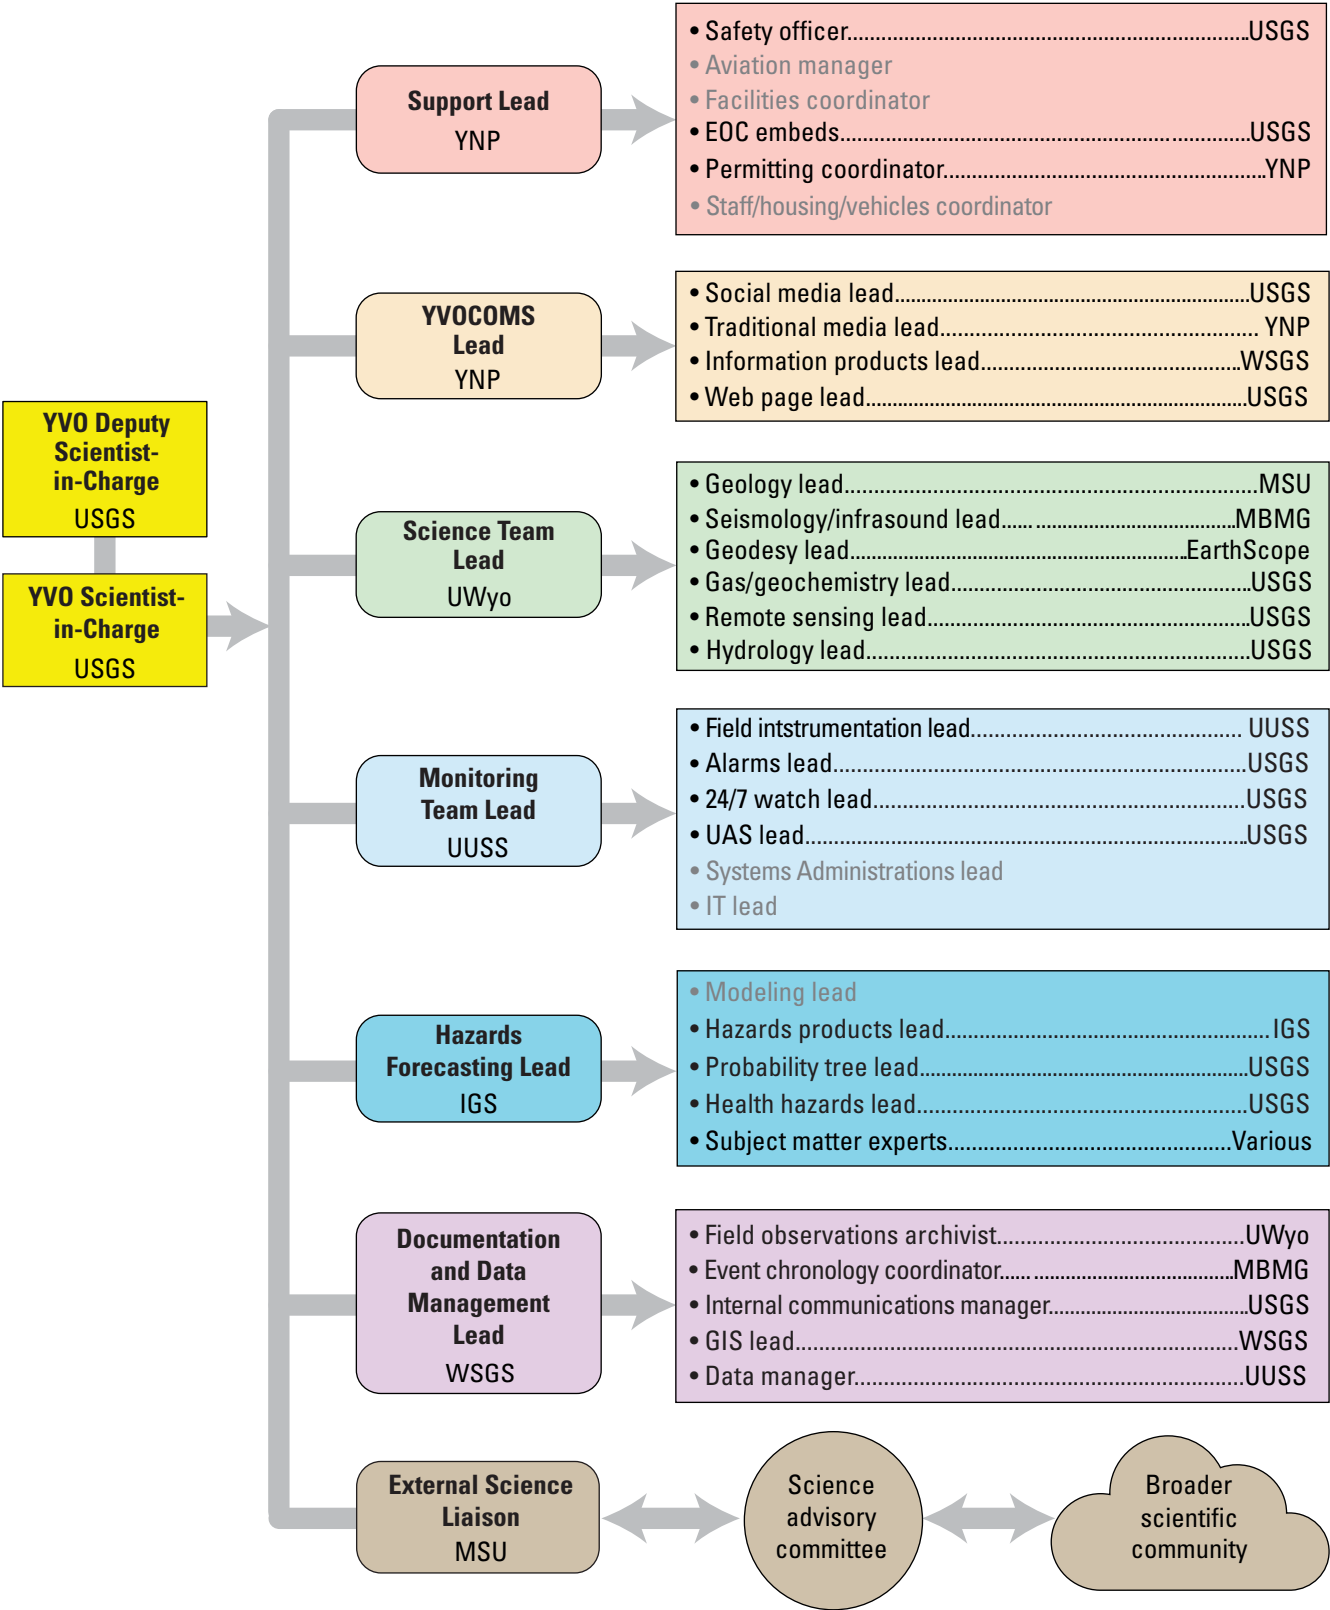 YVO Deputy
Scientist-
in-Charge
USGS
YVO Scientist-
in-Charge
USGS
Support Lead
YNP
• Safety officer........................USGS
• Aviation manager
• Facilities coordinator
• EOC embeds........................USGS
• Permitting coordinator........................YNP
• Staff/housing/vehicles coordinator
YVOCOMS
Lead
YNP
• Social media lead........................USGS
• Traditional media lead........................ YNP
• Information products lead........................WSGS
• Web page lead........................USGS
Science Team
Lead
UWyo
• Geology lead........................MSU
• Seismology/infrasound lead...... ........................MBMG
• Geodesy lead........................EarthScope
• Gas/geochemistry lead........................USGS
• Remote sensing lead........................USGS
• Hydrology lead........................USGS
Monitoring
Team Lead
UUSS
• Field intstrumentation lead........................ UUSS
• Alarms lead........................USGS
• 24/7 watch lead........................USGS
• UAS lead........................USGS
• Systems Administrations lead
• IT lead
Hazards
Forecasting Lead
IGS
• Modeling lead
• Hazards products lead........................IGS
• Probability tree lead........................USGS
• Health hazards lead........................USGS
• Subject matter experts........................Various
Documentation
and Data
Management
Lead
WSGS
• Field observations archivist........................UWyo
• Event chronology coordinator...... ........................MBMG
• Internal communications manager........................USGS
• GIS lead........................WSGS
• Data manager........................UUSS
External Science
Liaison
MSU
Science
advisory
committee
Broader
scientific
community